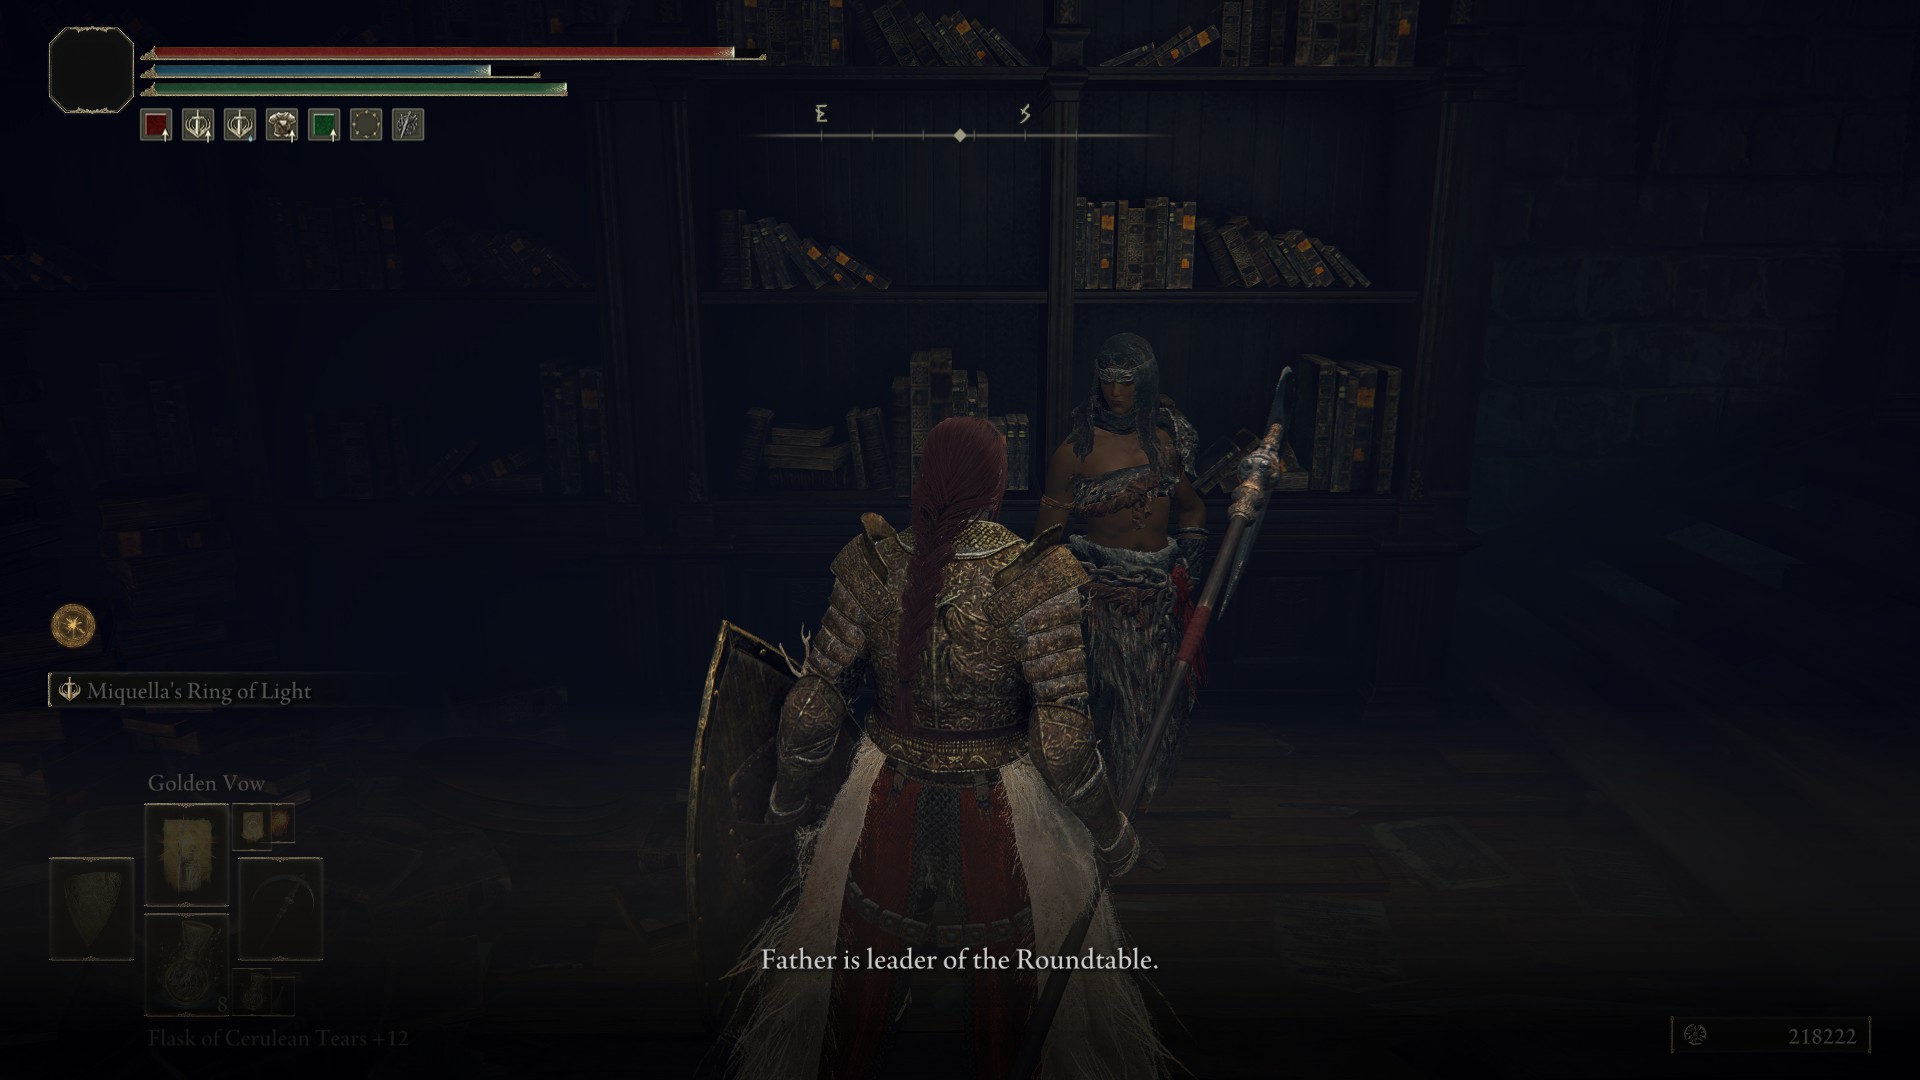 E S
Miquella's Ring of Light
Golden Vow
8
Father is leader of the Roundtable.
Flask of Cerulean Tears +12
218222